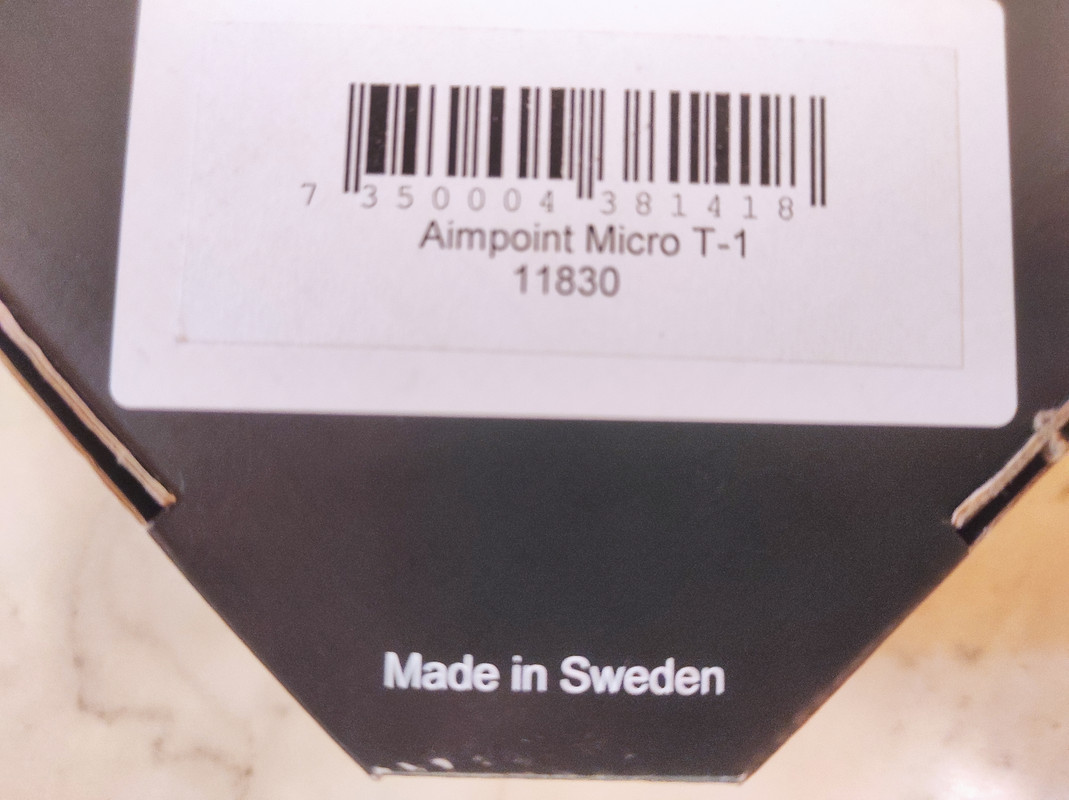 7 350004 381418
Aimpoint Micro T-1
11830
Made in Sweden